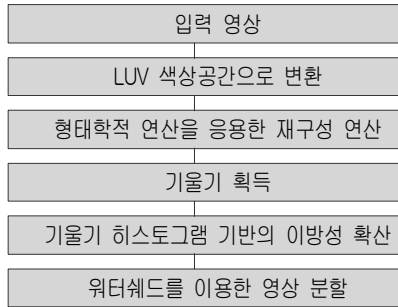 입력 영상
LUV 색상공간으로 변환
형태학적 연산을 응용한 재구성 연산
기울기 획득
기울기 히스토그램 기반의 이방성 확산
워터쉐드를 이용한 영상 분할